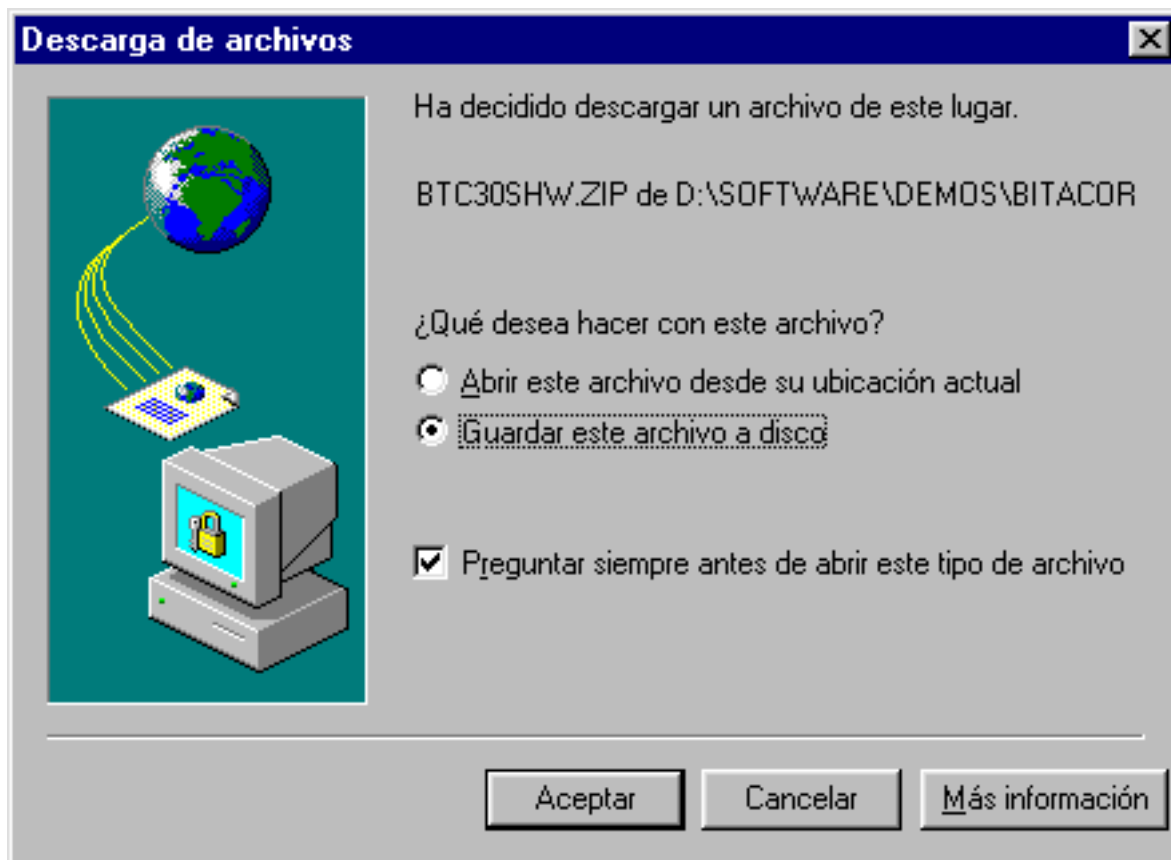 Descarga de archivos
Ha decidido descargar un archivo de este lugar.
BTC30SHW.ZIP de D:\SOFTWARE\DEMOS\BITACOR
¿Qué desea hacer con este archivo?
Abrir este archivo desde su ubicación actual
Guardar este archivo a disco
Preguntar siempre antes de abrir este tipo de archivo
Aceptar Cancelar Más información